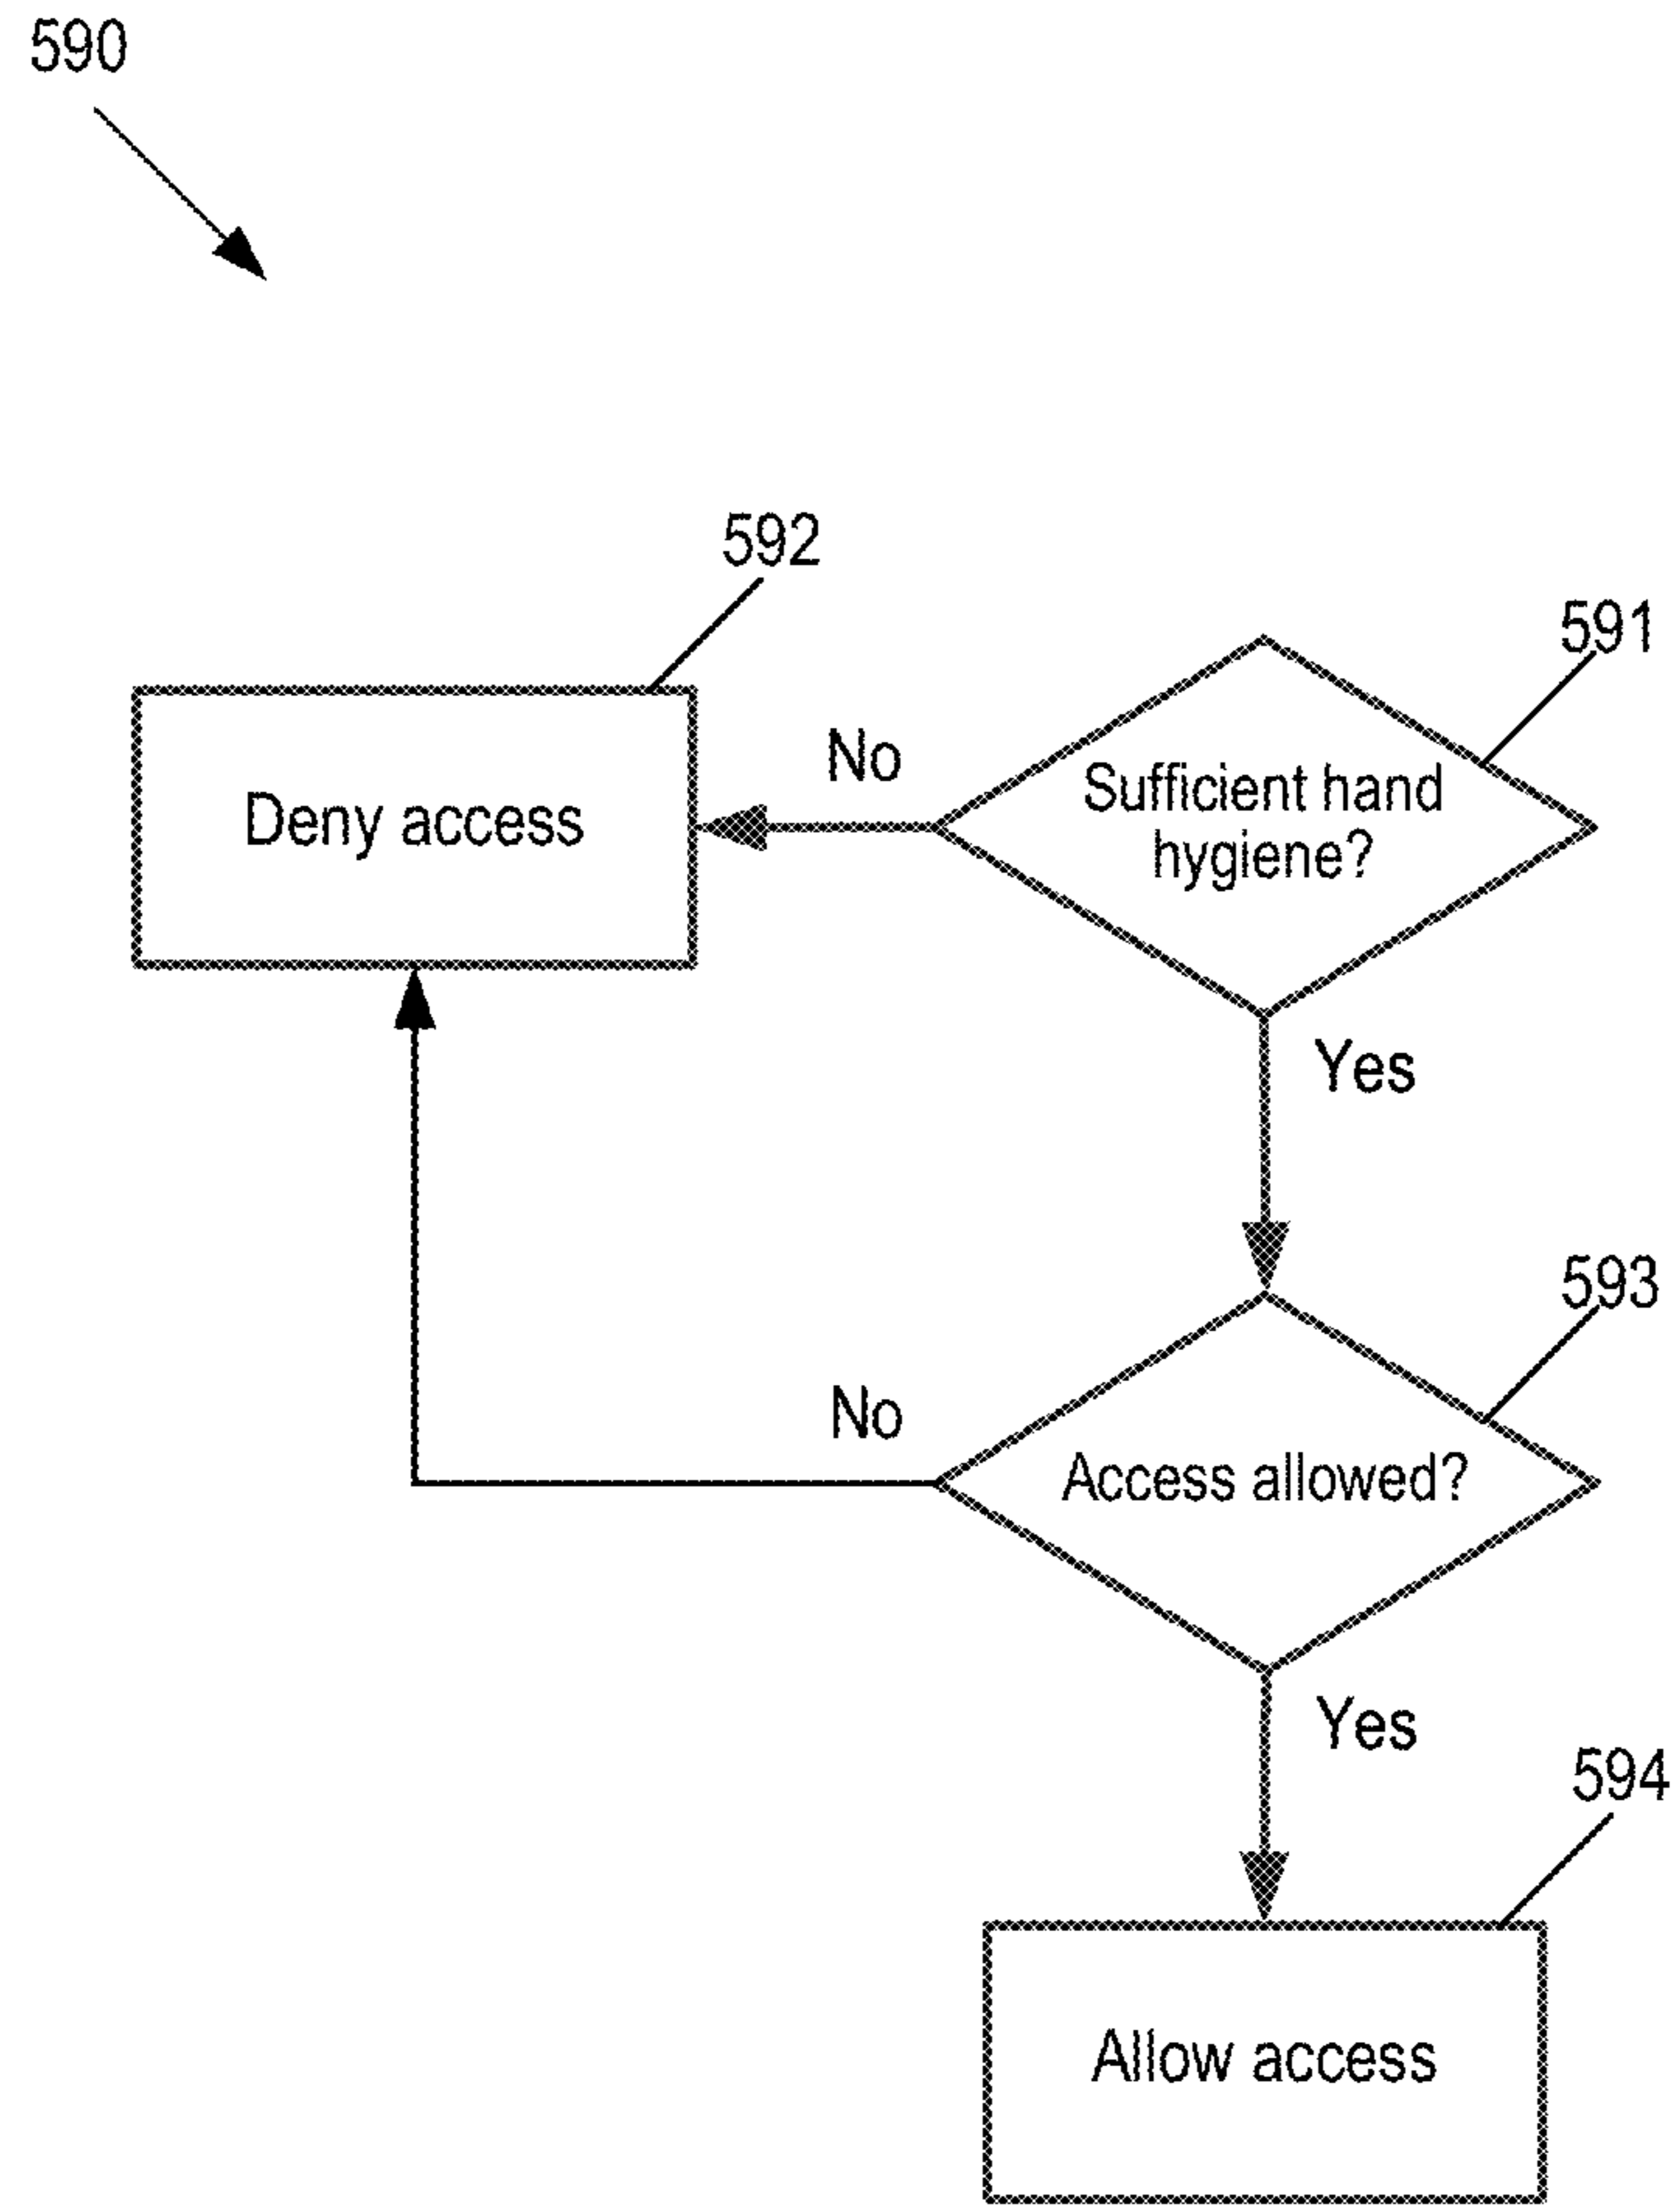 590
592
591
Deny access
No
Sufficient hand
hygiene?
Yes
593
No
Access allowed?
Yes
594
Allow access